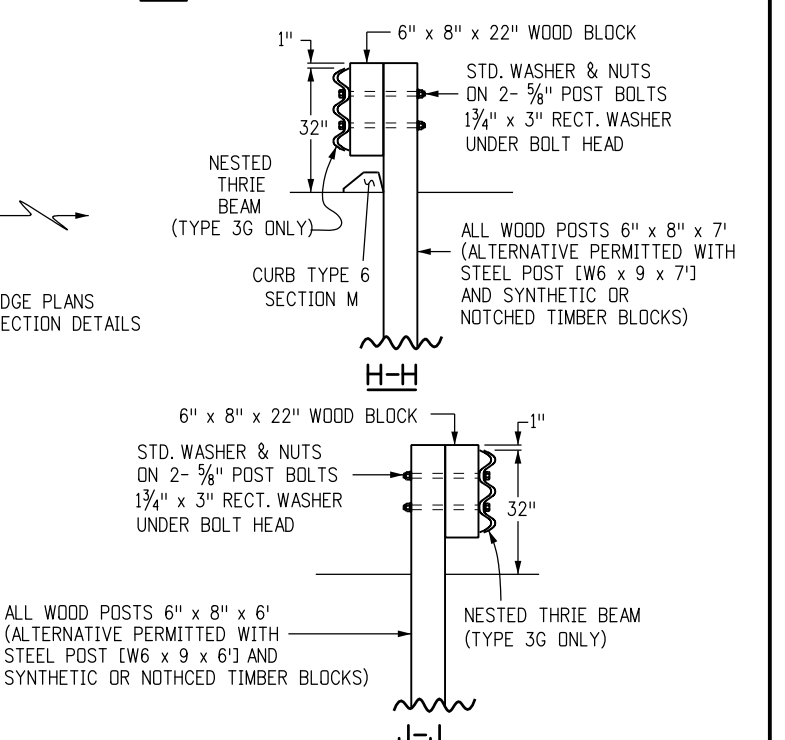 1"
6" x 8" x 22" WOOD BLOCK
STD. WASHER & NUTS
ON 2- 5/8" POST BOLTS
1 3/4" x 3" RECT. WASHER
UNDER BOLT HEAD
32"
NESTED
THRIE
BEAM
(TYPE 3G ONLY)
ALL WOOD POSTS 6" x 8" x 7'
(ALTERNATIVE PERMITTED WITH
STEEL POST [W6 x 9 x 7']
AND SYNTHETIC OR
NOTCHED TIMBER BLOCKS)
CURB TYPE 6
SECTION M
DGE PLANS
ECTION DETAILS
H-H
6" x 8" x 22" WOOD BLOCK
1"
STD. WASHER & NUTS
ON 2- 5/8" POST BOLTS
1 3/4" x 3" RECT. WASHER
UNDER BOLT HEAD
32"
ALL WOOD POSTS 6" x 8" x 6'
(ALTERNATIVE PERMITTED WITH
STEEL POST [W6 x 9 x 6'] AND
SYNTHETIC OR NOTHCED TIMBER BLOCKS)
NESTED THRIE BEAM
(TYPE 3G ONLY)
J-J